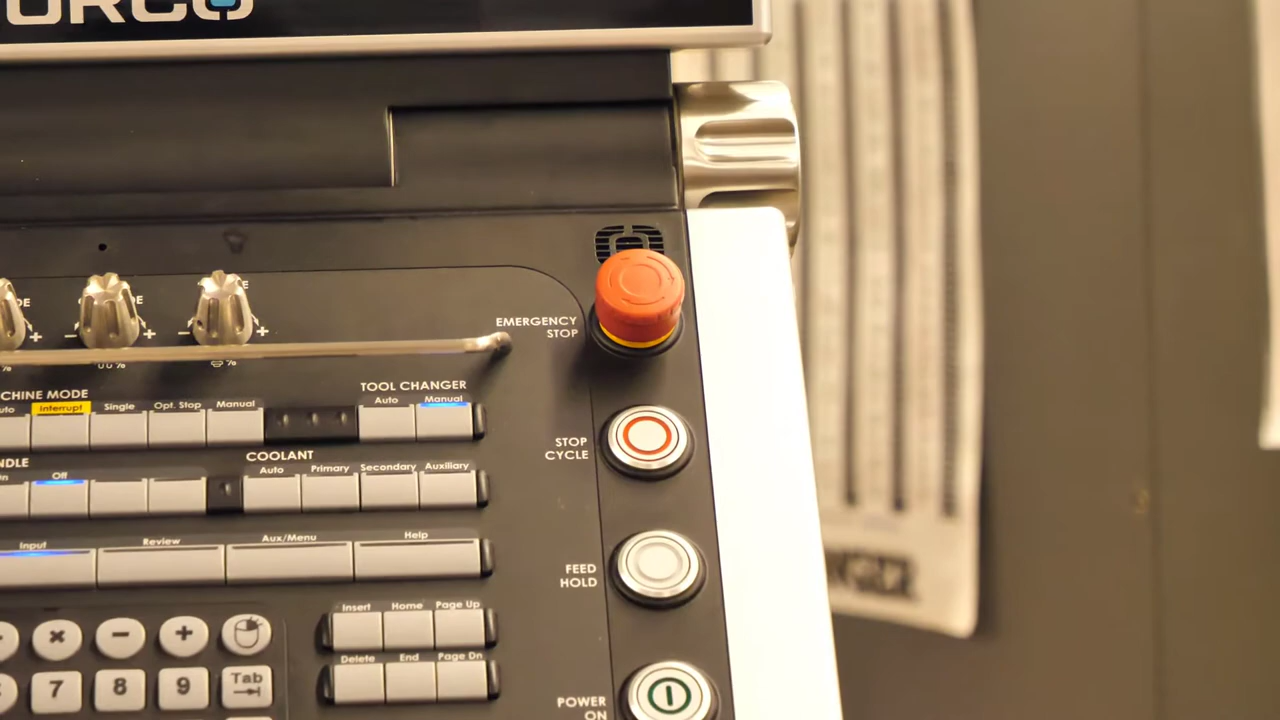 EMERGENCY
STOP
TOOL CHANGER
Interrupt Single Opt. Stop Manual Auto Manual
STOP
CYCLE
COOLANT
Off Auto Primary Secondary Auxiliary
Input Review Aux/Menu Help
FEED
HOLD
Insert Home Page Up
Delete End Page Dn
7 8 9 Tab
POWER
ON